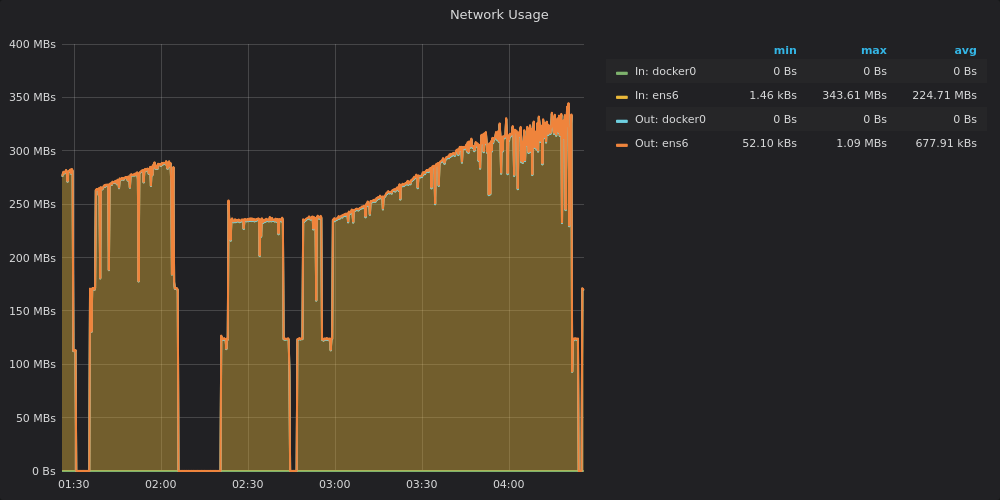 Network Usage
400 MBs
350 MBs
300 MBs
250 MBs
200 MBs
150 MBs
100 MBs
50 MBs
0 Bs
01:30 02:00 02:30 03:00 03:30 04:00
min max avg
In: docker0 0 Bs 0 Bs 0 Bs
In: ens6 1.46 kBs 343.61 MBs 224.71 MBs
Out: docker0 0 Bs 0 Bs 0 Bs
Out: ens6 52.10 kBs 1.09 MBs 677.91 kBs